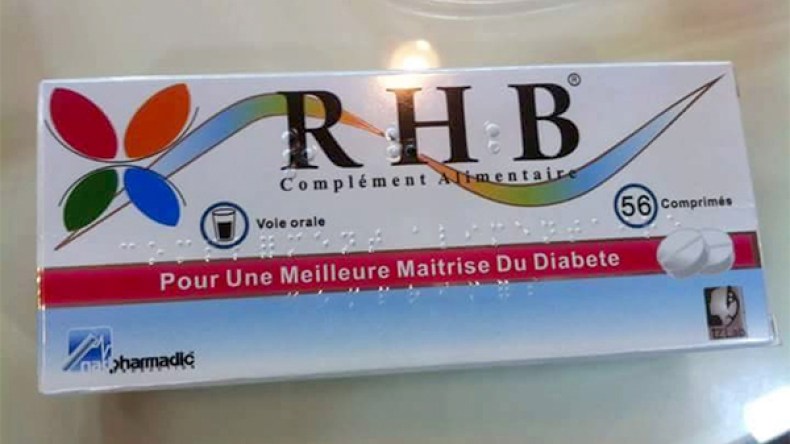 RHB®
Complément Alimentaire
Voie orale
56 Comprimés
Pour Une Meilleure Maitrise Du Diabete
pharmadic